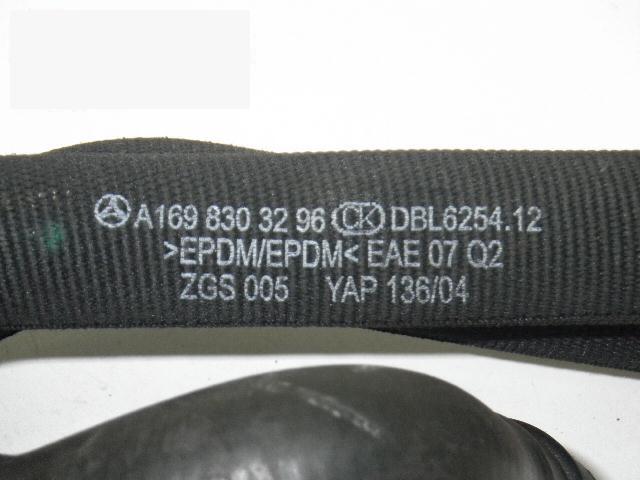 A169 830 32 96 CK DBL6254.12
>EPDM/EPDM< EAE 07 Q2
ZGS 005 YAP 136/04